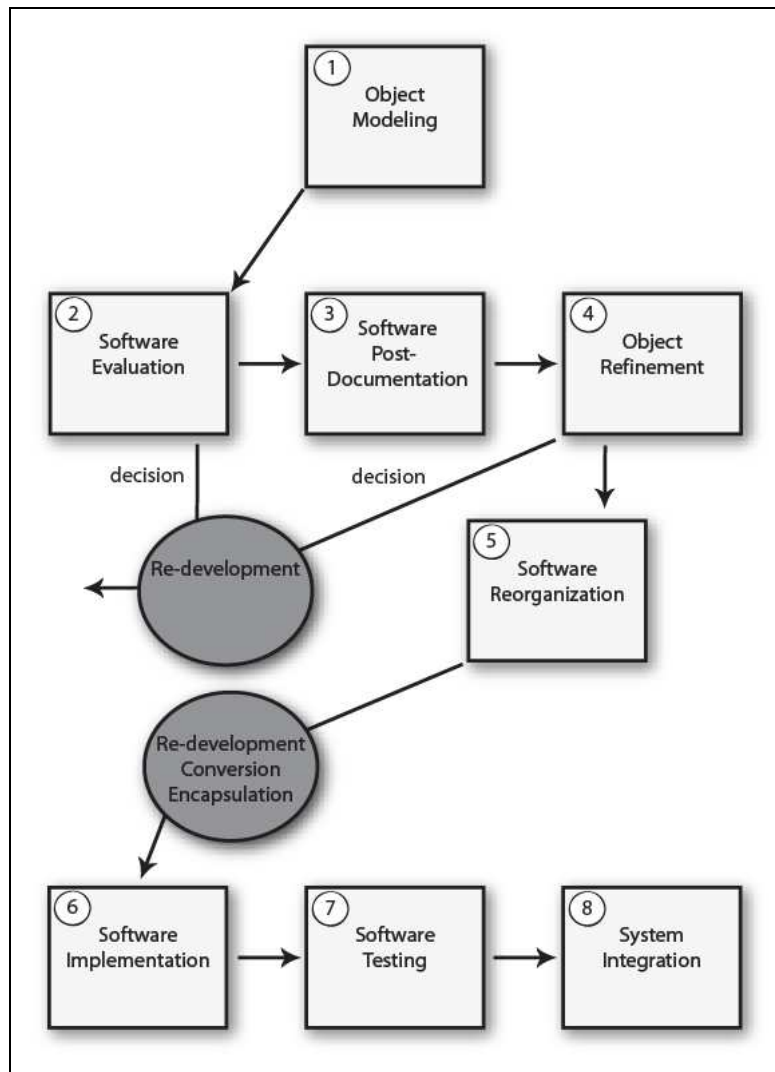 1
Object
Modeling
2
Software
Evaluation
3
Software
Post-
Documentation
4
Object
Refinement
decision
decision
Re-development
5
Software
Reorganization
Re-development
Conversion
Encapsulation
6
Software
Implementation
7
Software
Testing
8
System
Integration